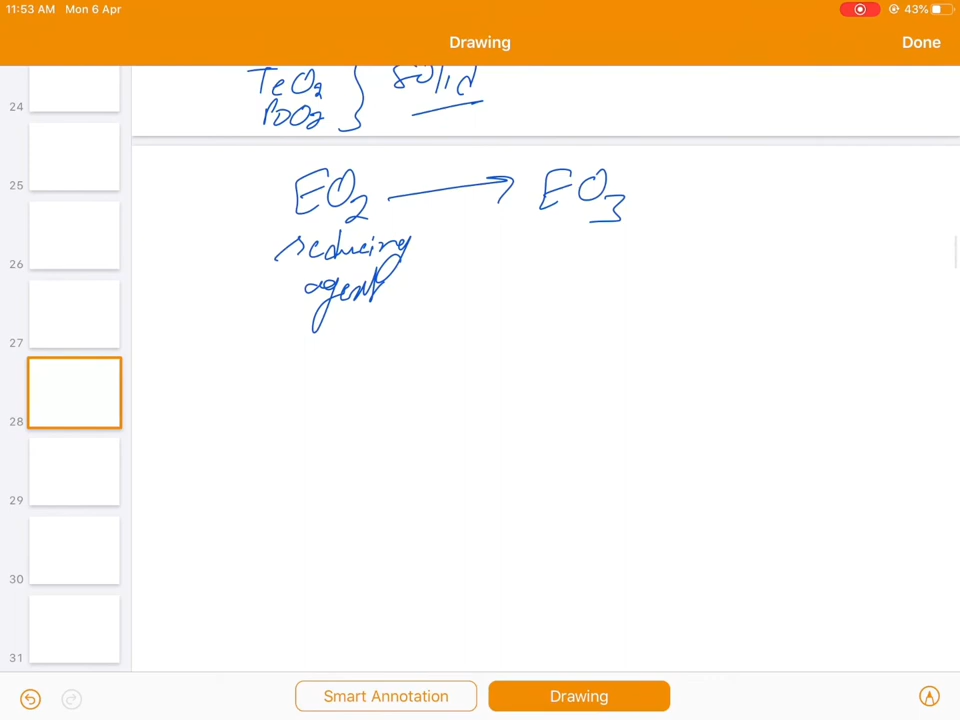 11:53 AM Mon 6 Apr
43%
Drawing
Done
TeO2
PoO2
solid
24
EO2 → EO3
reducing
agent
25
26
27
28
29
30
31
Smart Annotation
Drawing